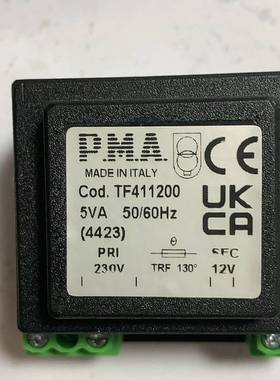 P.M.A.
MADE IN ITALY
CE
Cod. TF411200
5VA 50/60Hz
UK
CA
(4423)
PRI SEC
230V TRF 130° 12V